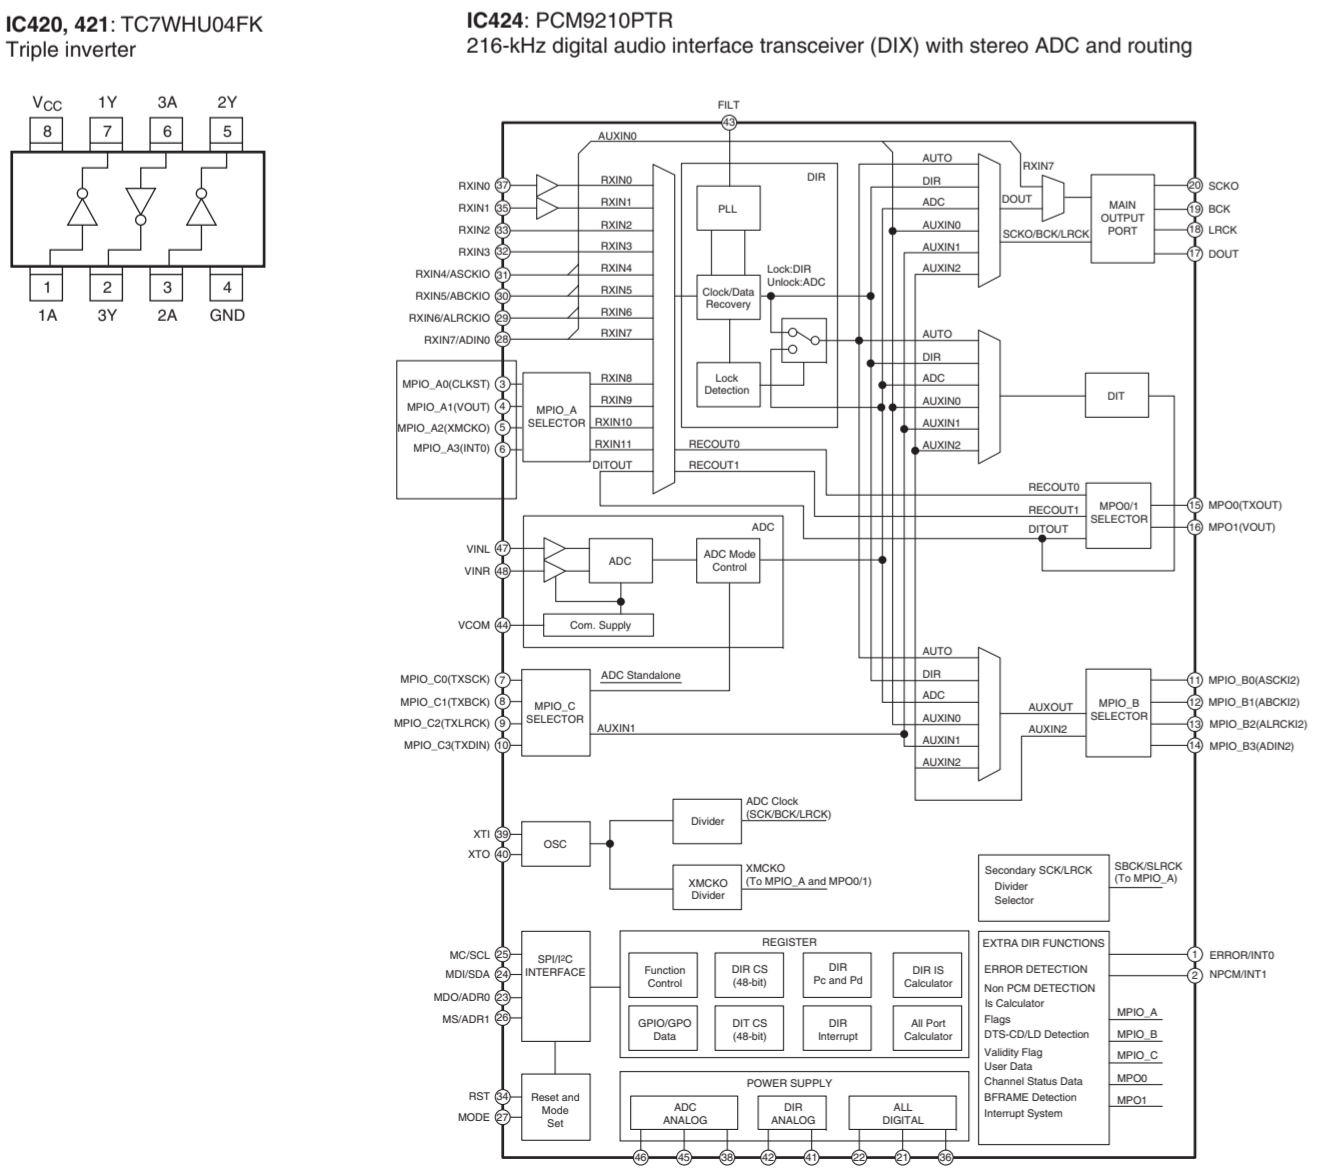 IC420, 421: TC7WHU04FK
Triple inverter
VCC 1Y 3A 2Y
8 7 6 5
1 2 3 4
1A 3Y 2A GND
IC424: PCM9210PTR
216-kHz digital audio interface transceiver (DIX) with stereo ADC and routing
FILT
43
AUXIN0
RXIN0 37
RXIN1 35
RXIN2 33
RXIN3 32
RXIN4/ASCKIO 31
RXIN5/ABCKIO 30
RXIN6/ALRCKIO 29
RXIN7/ADIN0 28
RXIN0
RXIN1
RXIN2
RXIN3
RXIN4
RXIN5
RXIN6
RXIN7
MPIO_A0(CLKST) 3
MPIO_A1(VOUT) 4
MPIO_A2(XMCKO) 5
MPIO_A3(INT0) 6
MPIO_A
SELECTOR
RXIN8
RXIN9
RXIN10
RXIN11
DITOUT
RECOUT0
RECOUT1
DIR
PLL
Clock/Data
Recovery
Lock
Detection
Lock:DIR
Unlock:ADC
AUTO
DIR
ADC
AUXIN0
AUXIN1
AUXIN2
RXIN7
DOUT
SCKO/BCK/LRCK
MAIN
OUTPUT
PORT
20 SCKO
19 BCK
18 LRCK
17 DOUT
AUTO
DIR
ADC
AUXIN0
AUXIN1
AUXIN2
DIT
RECOUT0
RECOUT1
DITOUT
MPO0/1
SELECTOR
15 MPO0(TXOUT)
16 MPO1(VOUT)
VINL 47
VINR 48
VCOM 44
ADC
ADC
ADC Mode
Control
Com. Supply
MPIO_C0(TXSCK) 7
MPIO_C1(TXBCK) 8
MPIO_C2(TXLRCK) 9
MPIO_C3(TXDIN) 10
MPIO_C
SELECTOR
ADC Standalone
AUXIN1
AUTO
DIR
ADC
AUXIN0
AUXIN1
AUXIN2
AUXOUT
AUXIN2
MPIO_B
SELECTOR
11 MPIO_B0(ASCKI2)
12 MPIO_B1(ABCKI2)
13 MPIO_B2(ALRCKI2)
14 MPIO_B3(ADIN2)
XTI 39
XTO 40
OSC
Divider
ADC Clock
(SCK/BCK/LRCK)
XMCKO
Divider
XMCKO
(To MPIO_A and MPO0/1)
Secondary SCK/LRCK
Divider
Selector
SBCK/SLRCK
(To MPIO_A)
MC/SCL 25
MDI/SDA 24
MDO/ADR0 23
MS/ADR1 26
SPI/I2C
INTERFACE
REGISTER
Function
Control
DIR CS
(48-bit)
DIR
Pc and Pd
DIR IS
Calculator
GPIO/GPO
Data
DIT CS
(48-bit)
DIR
Interrupt
All Port
Calculator
EXTRA DIR FUNCTIONS
ERROR DETECTION
Non PCM DETECTION
Is Calculator
Flags
DTS-CD/LD Detection
Validity Flag
User Data
Channel Status Data
BFRAME Detection
Interrupt System
1 ERROR/INT0
2 NPCM/INT1
MPIO_A
MPIO_B
MPIO_C
MPO0
MPO1
RST 34
MODE 27
Reset and
Mode
Set
POWER SUPPLY
ADC
ANALOG
DIR
ANALOG
ALL
DIGITAL
46 45 38 42 41 22 21 36